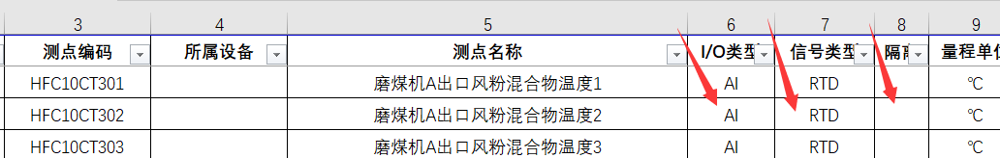 3 4 5 6 7 8 9
测点编码 所属设备 测点名称 I/O类型 信号类型 隔离 量程单位
HFC10CT301 磨煤机A出口风粉混合物温度1 AI RTD ℃
HFC10CT302 磨煤机A出口风粉混合物温度2 AI RTD ℃
HFC10CT303 磨煤机A出口风粉混合物温度3 AI RTD ℃